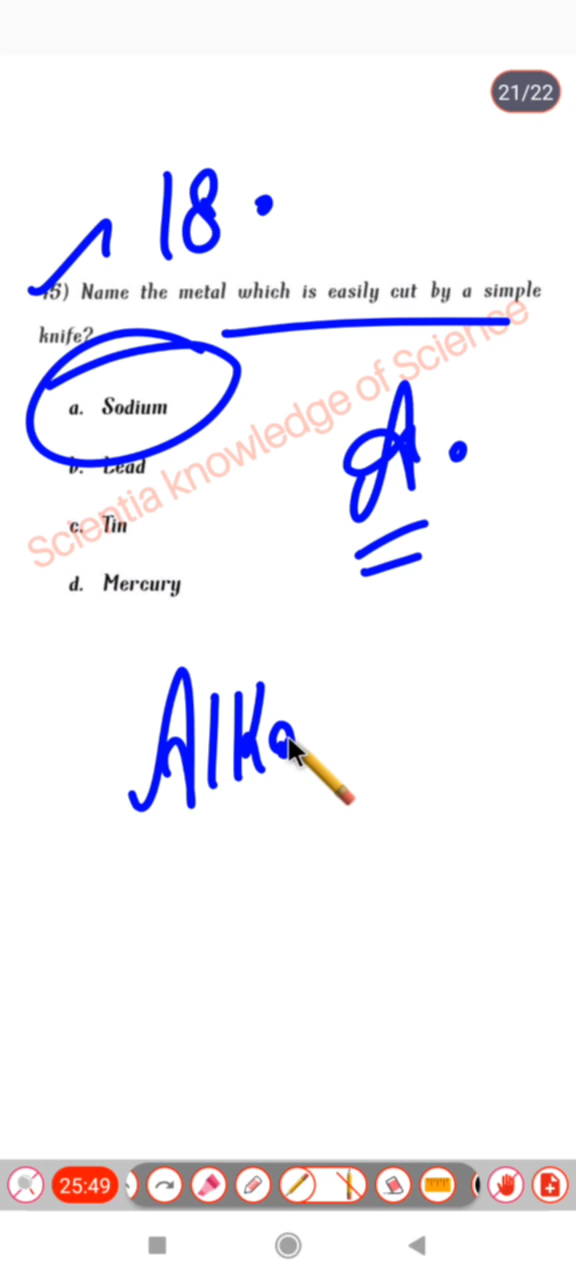 21/22
18.
15) Name the metal which is easily cut by a simple
knife?
a. Sodium
A.
b. Lead
c. Tin
d. Mercury
Scientia knowledge of Science
Alka
25:49